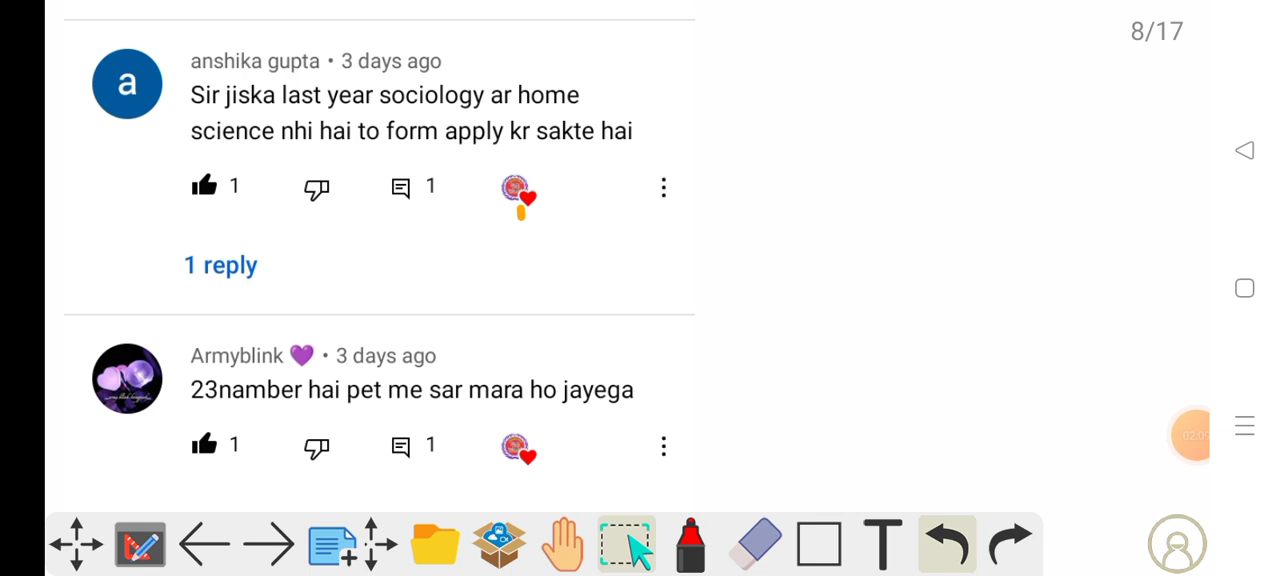 8/17
a
anshika gupta • 3 days ago
Sir jiska last year sociology ar home
science nhi hai to form apply kr sakte hai
1
1
1 reply
Armyblink 💜 • 3 days ago
23namber hai pet me sar mara ho jayega
1
1
02:09
T